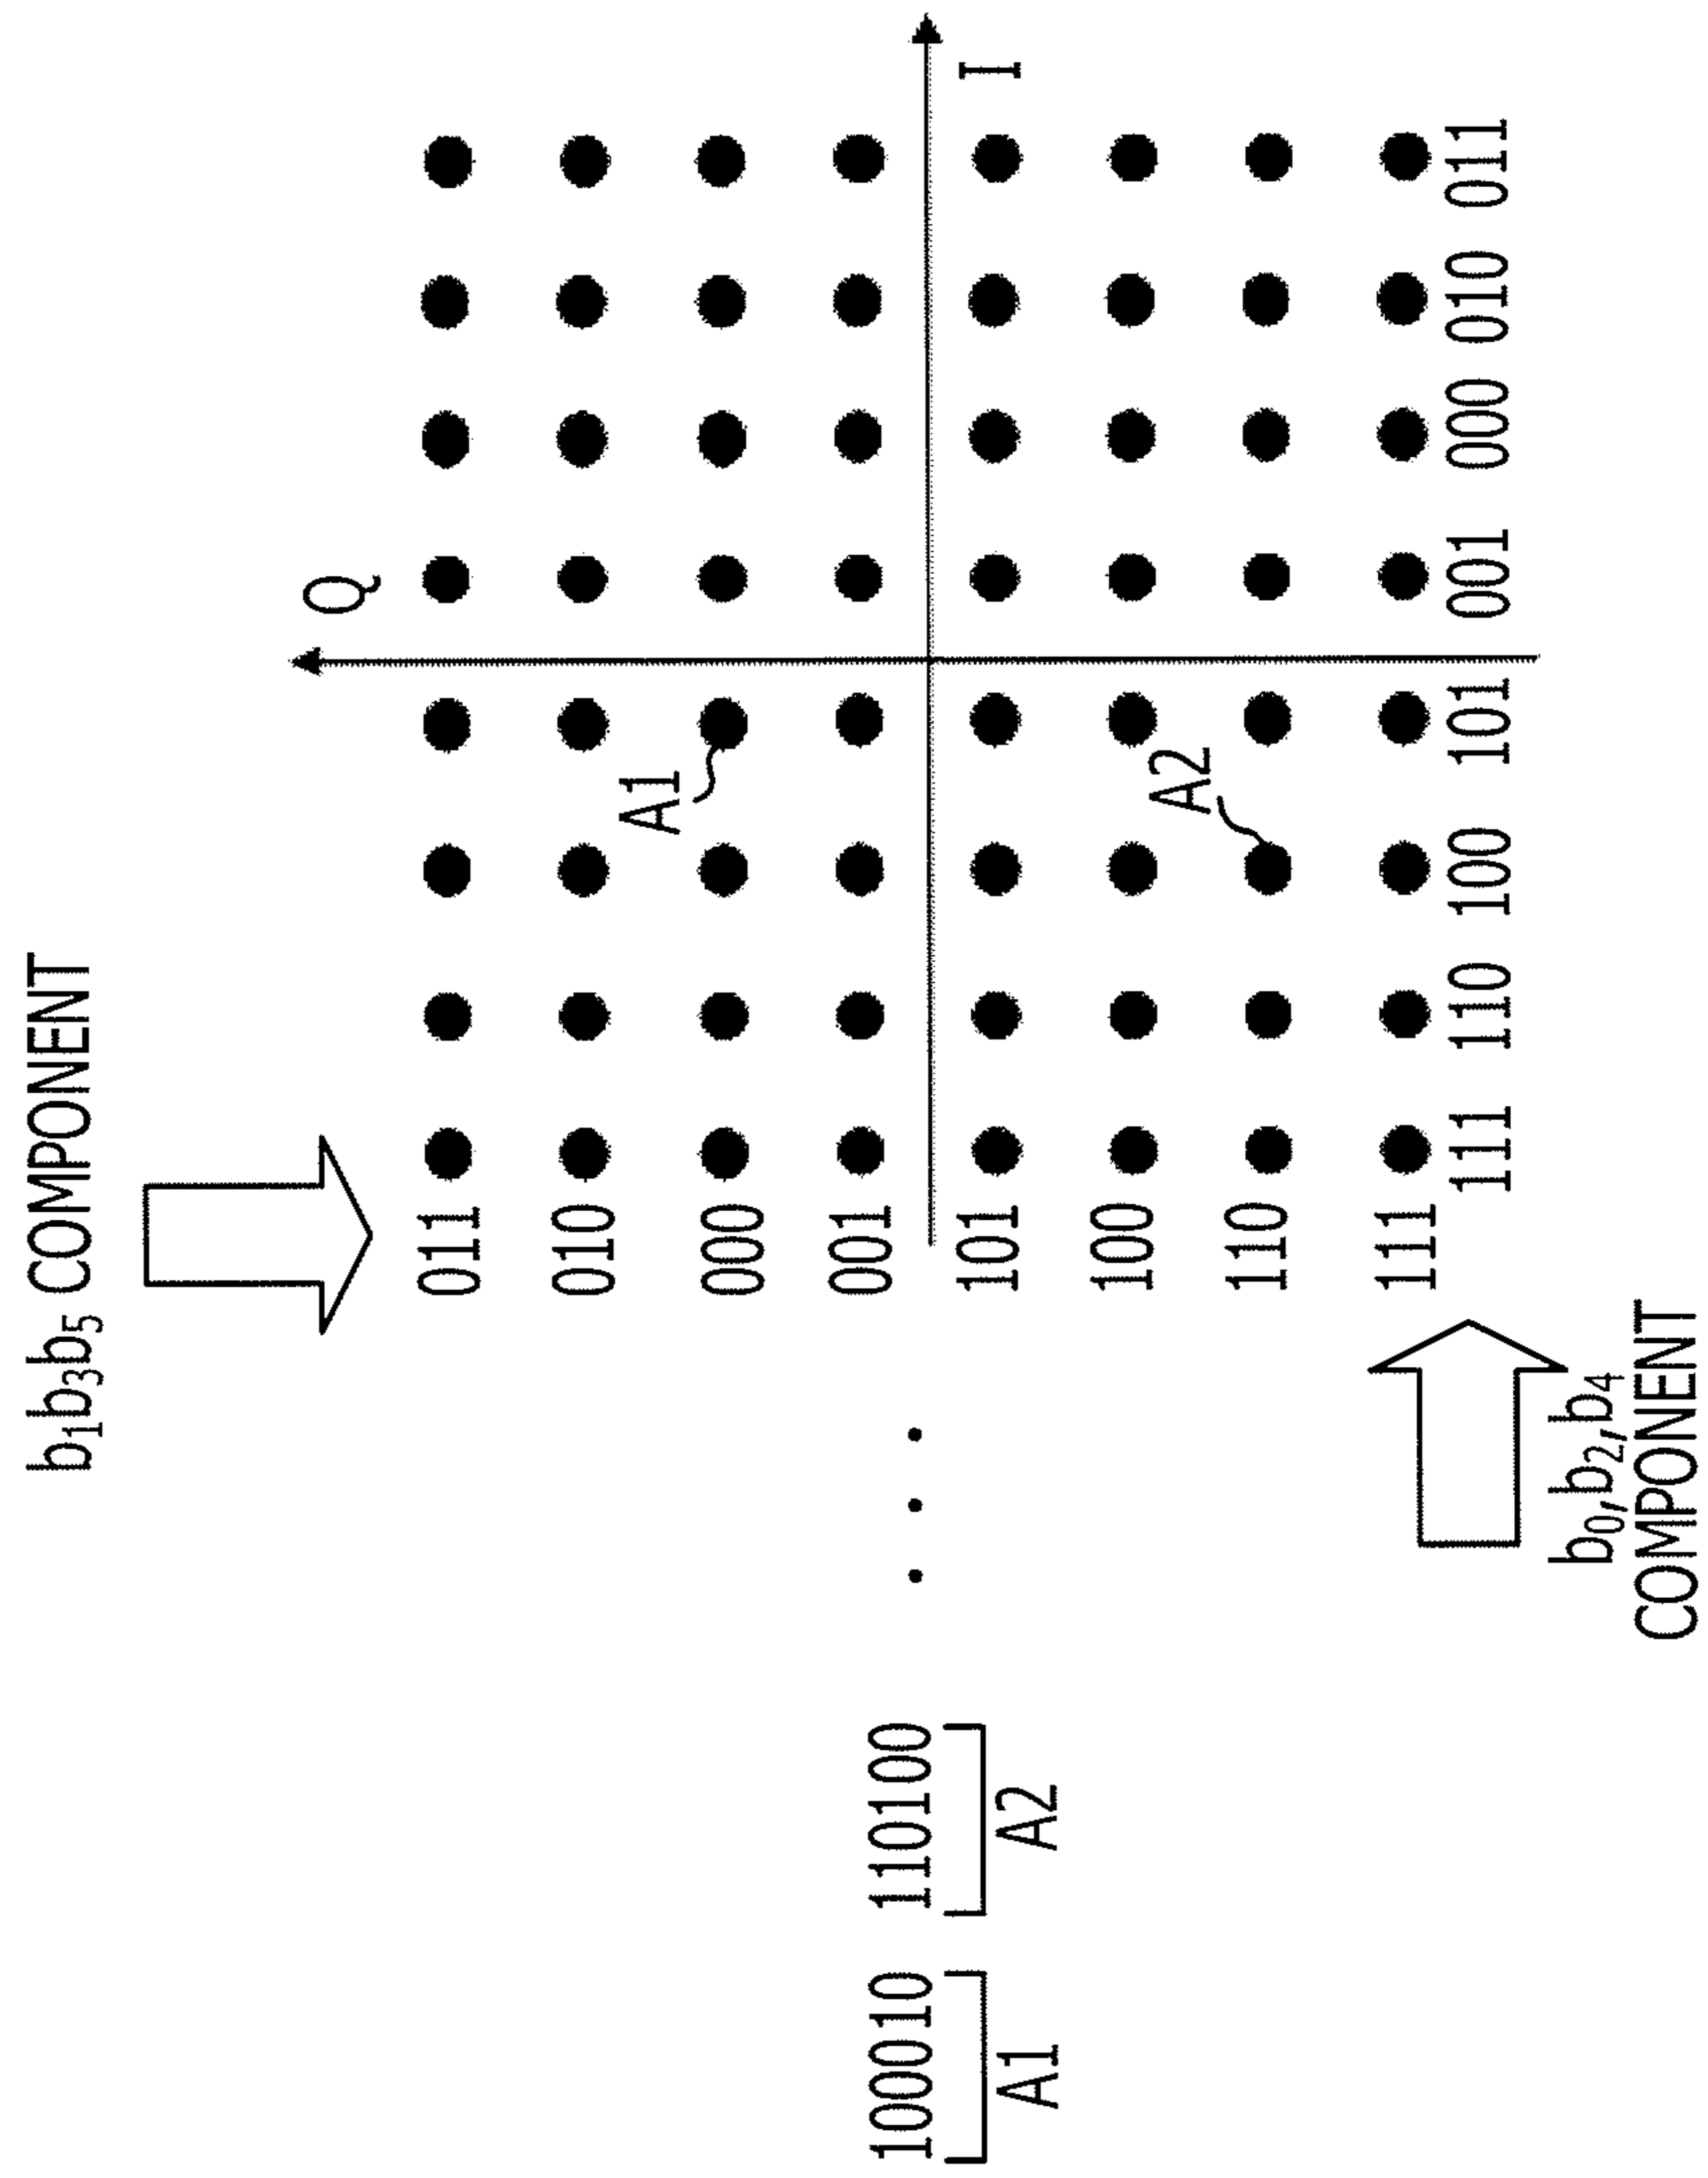 b₁b₃b₅ COMPONENT
Q
011
010
A1
000
001
100010 110100 . . .
A1 A2
101
I
100
A2
110
111
111 110 100 101 001 000 010 011
b₀,b₂,b₄
COMPONENT